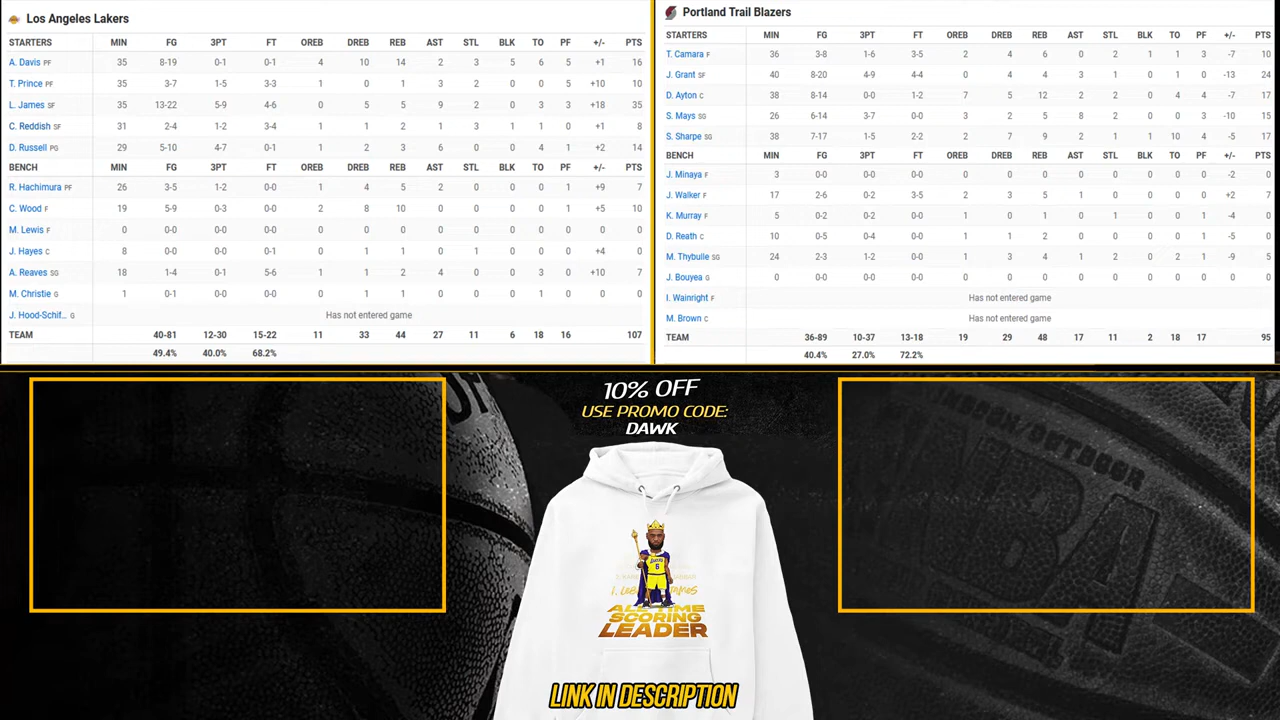 Los Angeles Lakers
STARTERS MIN FG 3PT FT OREB DREB REB AST STL BLK TO PF +/- PTS
A. Davis PF 35 8-19 0-1 0-1 4 10 14 2 3 5 6 5 +1 16
T. Prince PF 35 3-7 1-5 3-3 1 0 1 3 2 0 0 5 +10 10
L. James SF 35 13-22 5-9 4-6 0 5 5 9 2 0 3 3 +18 35
C. Reddish SF 31 2-4 1-2 3-4 1 1 2 1 3 1 1 0 +1 8
D. Russell PG 29 5-10 4-7 0-1 1 2 3 6 0 0 4 1 +2 14
BENCH MIN FG 3PT FT OREB DREB REB AST STL BLK TO PF +/- PTS
R. Hachimura PF 26 3-5 1-2 0-0 1 4 5 2 0 0 0 1 +9 7
C. Wood F 19 5-9 0-3 0-0 2 8 10 0 0 0 0 1 +5 10
M. Lewis F 0 0-0 0-0 0-0 0 0 0 0 0 0 0 0 0 0
J. Hayes C 8 0-0 0-0 0-1 0 1 1 0 1 0 0 0 +4 0
A. Reaves SG 18 1-4 0-1 5-6 1 1 2 4 0 0 3 0 +10 7
M. Christie G 1 0-1 0-0 0-0 0 1 1 0 0 0 1 0 0 0
J. Hood-Schif... G Has not entered game
TEAM 40-81 12-30 15-22 11 33 44 27 11 6 18 16 107
49.4% 40.0% 68.2%
Portland Trail Blazers
STARTERS MIN FG 3PT FT OREB DREB REB AST STL BLK TO PF +/- PTS
T. Camara F 36 3-8 1-6 3-5 2 4 6 0 2 1 1 3 -7 10
J. Grant SF 36 8-20 4-9 4-4 0 4 4 3 1 0 1 0 -13 24
D. Ayton C 38 8-14 0-0 1-2 7 5 12 2 2 0 4 4 -7 17
S. Mays SG 26 6-14 3-7 0-0 3 2 5 8 2 0 0 3 -10 15
S. Sharpe SG 38 7-17 1-5 2-2 2 7 9 2 1 1 10 4 -5 17
BENCH MIN FG 3PT FT OREB DREB REB AST STL BLK TO PF +/- PTS
J. Minaya F 3 0-0 0-0 0-0 0 0 0 0 0 0 0 0 -2 0
J. Walker F 17 2-6 0-2 3-5 2 3 5 1 0 0 0 0 +2 7
K. Murray F 5 0-2 0-2 0-0 1 0 1 0 1 0 0 1 -4 0
D. Reath C 10 0-5 0-4 0-0 1 1 2 0 0 0 0 1 -5 0
M. Thybulle SG 24 2-3 1-2 0-0 1 3 4 1 2 0 2 1 -9 5
J. Bouyea G 0 0-0 0-0 0-0 0 0 0 0 0 0 0 0 0 0
I. Wainright F Has not entered game
M. Brown C Has not entered game
TEAM 36-89 10-37 13-18 19 29 48 17 11 2 18 17 95
40.4% 27.0% 72.2%
10% OFF
USE PROMO CODE:
DAWK
ALL TIME
SCORING
LEADER
LINK IN DESCRIPTION